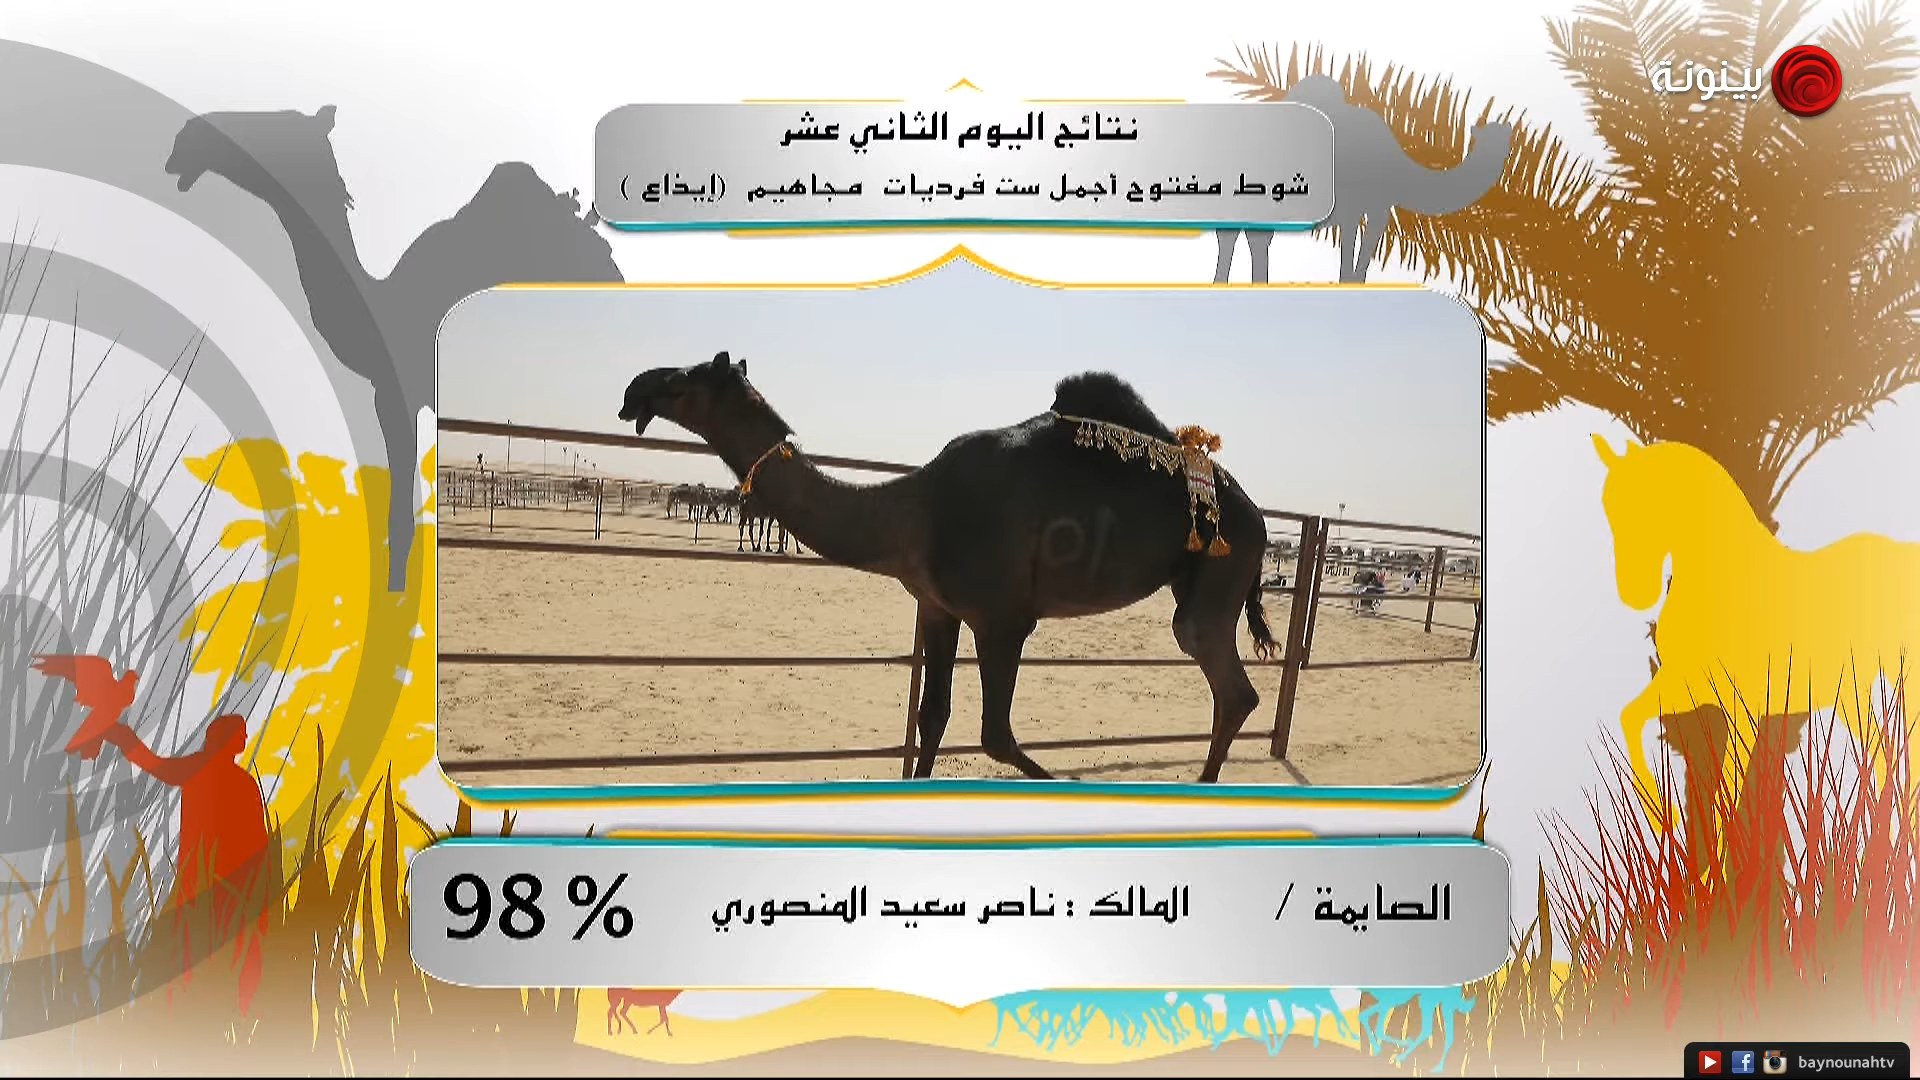 بينونة
نتائج اليوم الثاني عشر
شوط مفتوح أجمل ست فرديات مجاهيم (إيذاع )
الصايمة / المالك : ناصر سعيد المنصوري 98 %
baynounahtv